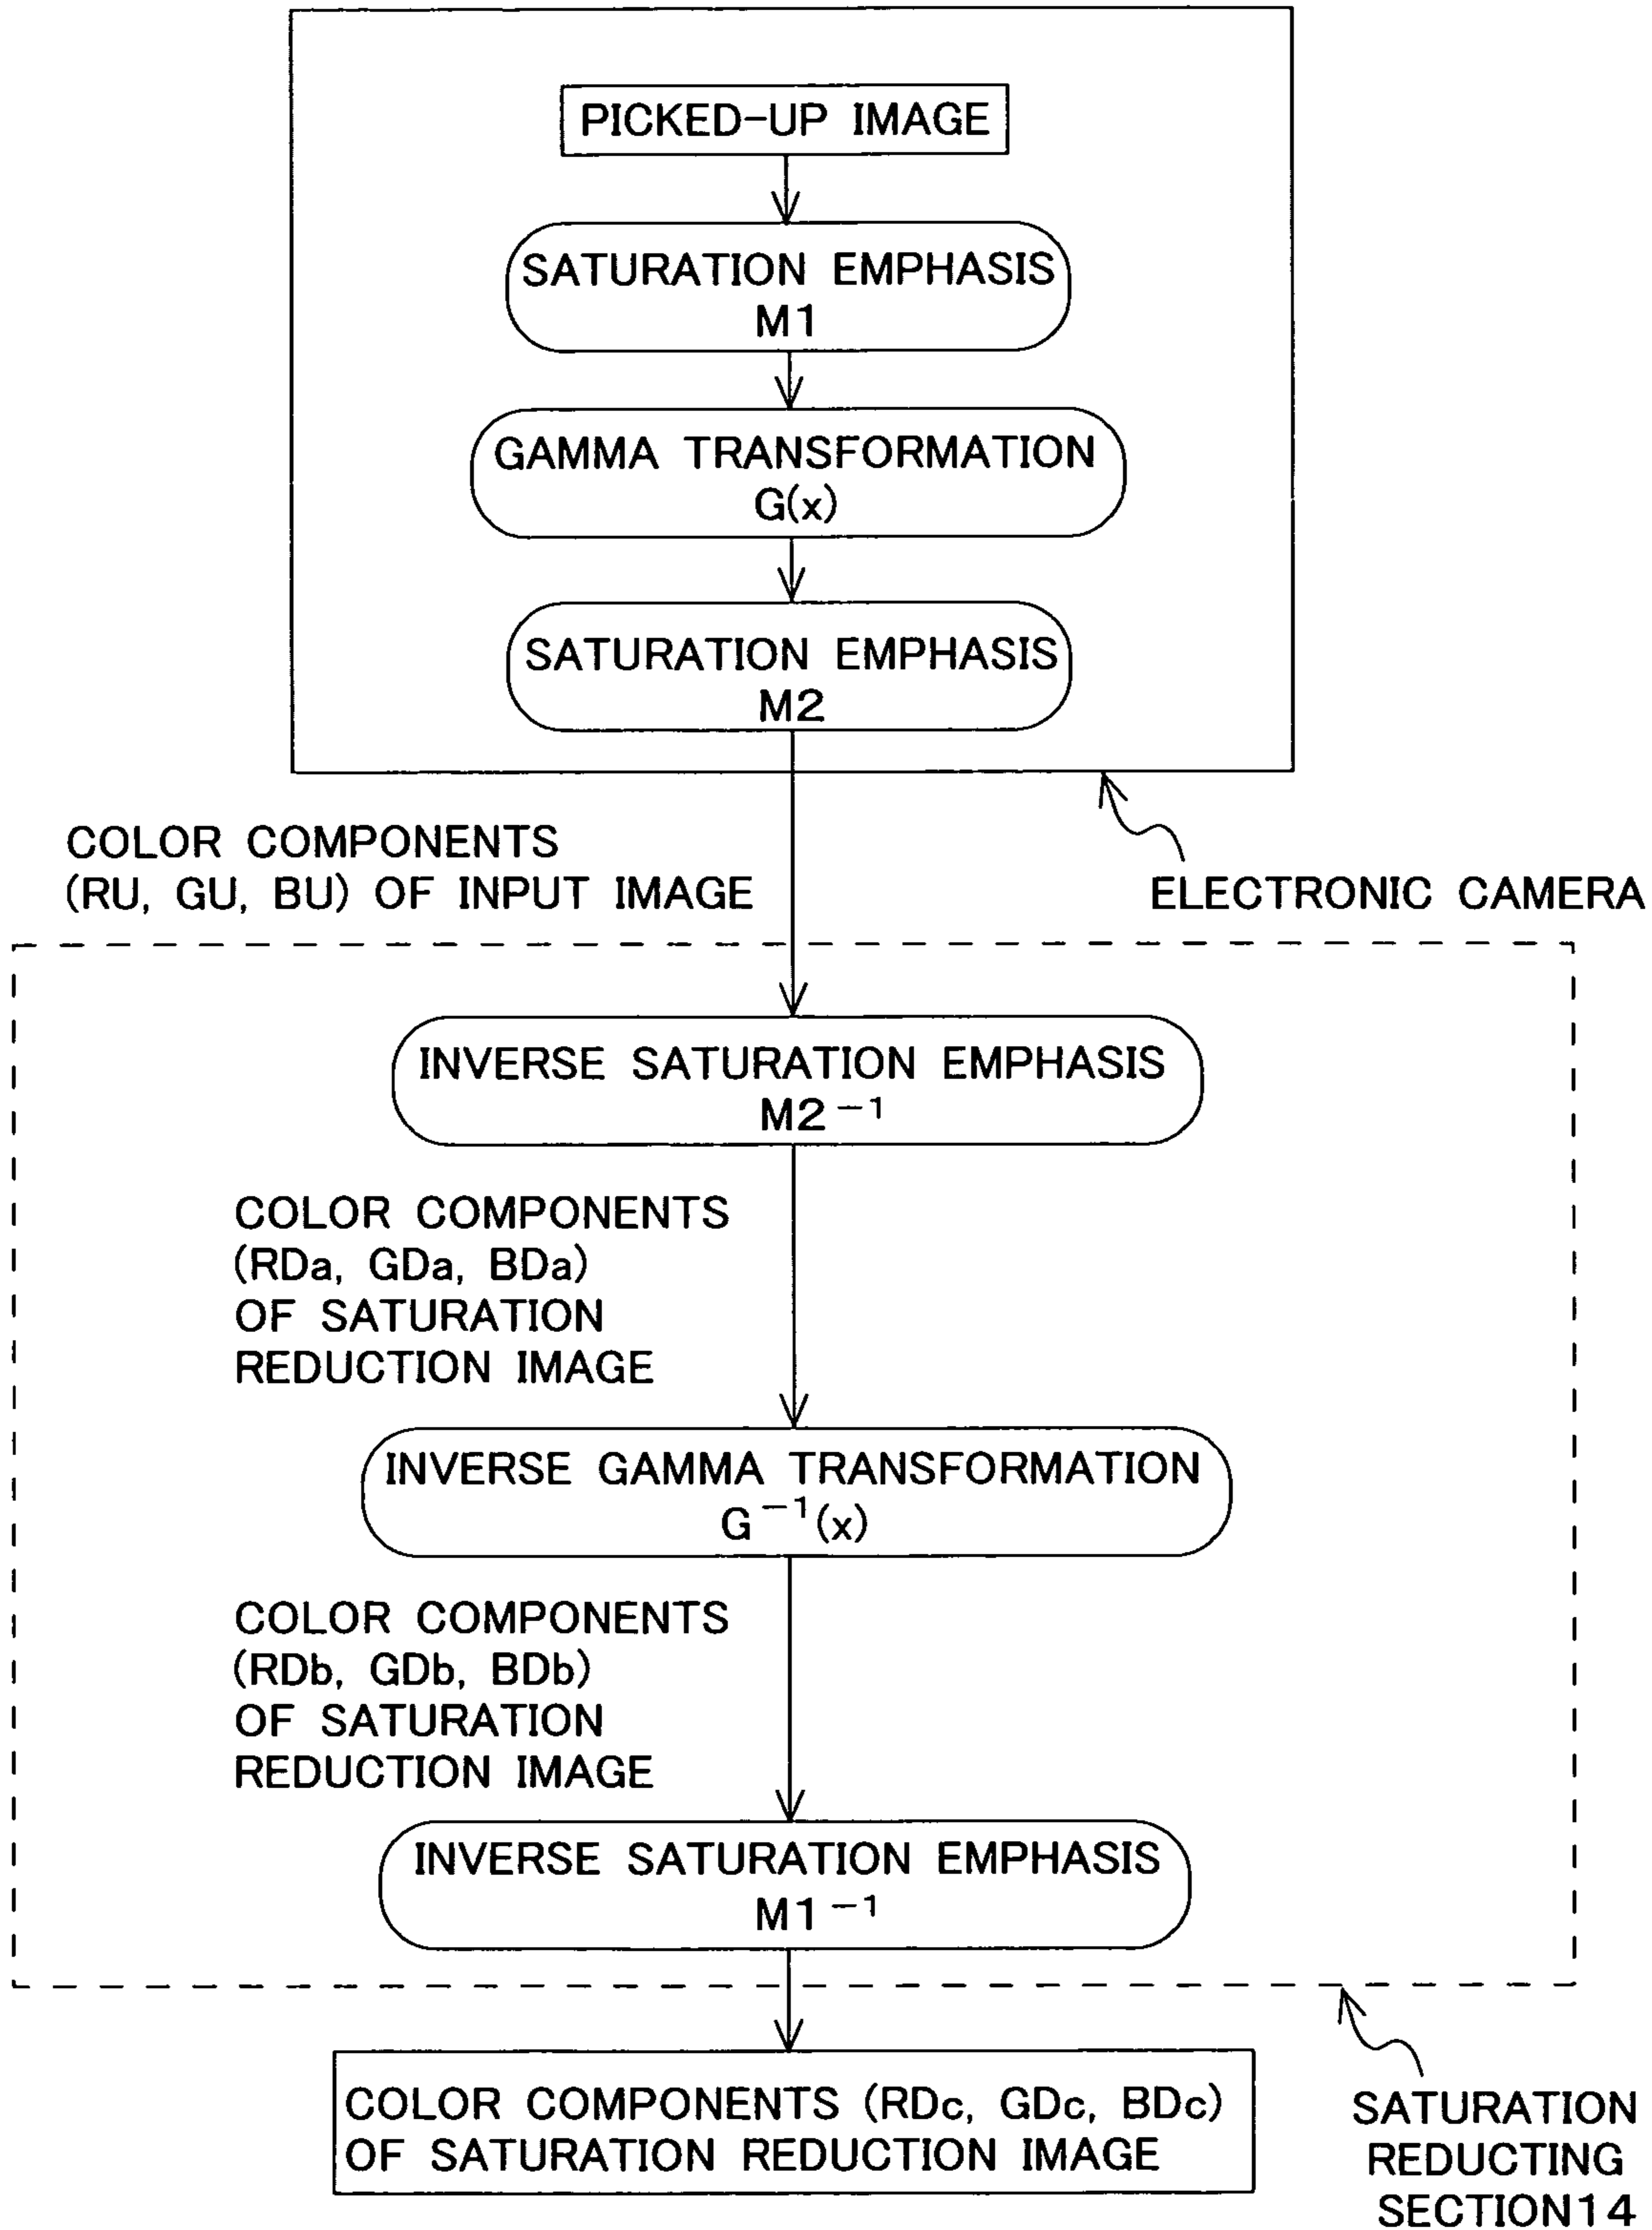 PICKED-UP IMAGE
SATURATION EMPHASIS
M1
GAMMA TRANSFORMATION
G(x)
SATURATION EMPHASIS
M2
COLOR COMPONENTS
(RU, GU, BU) OF INPUT IMAGE
ELECTRONIC CAMERA
INVERSE SATURATION EMPHASIS
M2⁻¹
COLOR COMPONENTS
(RDa, GDa, BDa)
OF SATURATION
REDUCTION IMAGE
INVERSE GAMMA TRANSFORMATION
G⁻¹(x)
COLOR COMPONENTS
(RDb, GDb, BDb)
OF SATURATION
REDUCTION IMAGE
INVERSE SATURATION EMPHASIS
M1⁻¹
COLOR COMPONENTS (RDc, GDc, BDc)
OF SATURATION REDUCTION IMAGE
SATURATION
REDUCTING
SECTION14